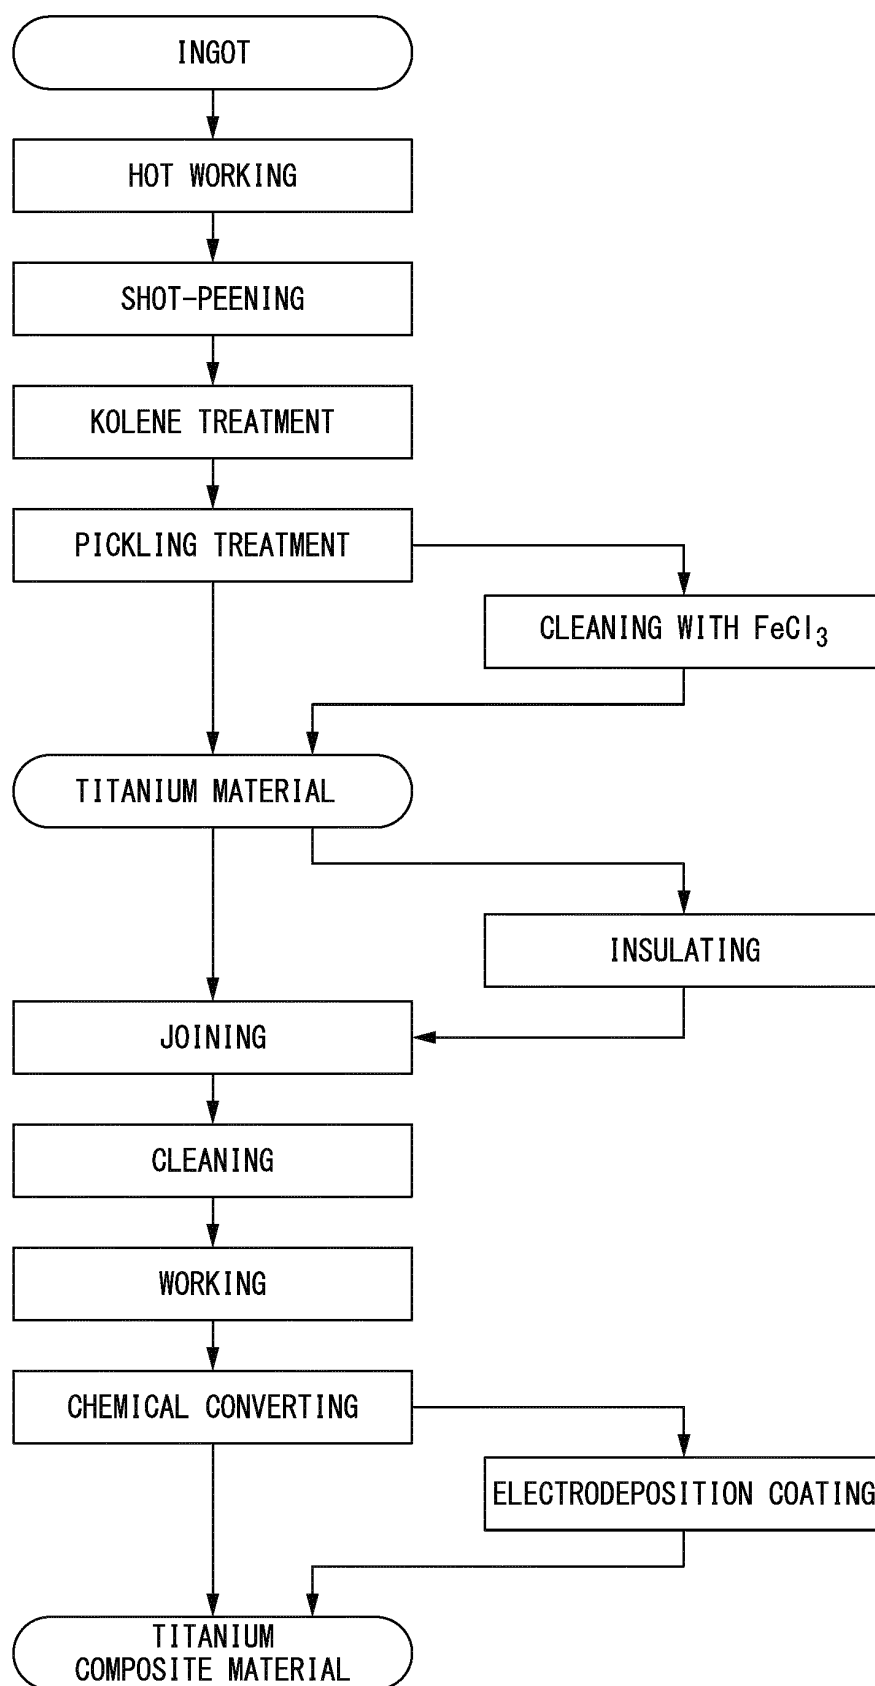 INGOT
HOT WORKING
SHOT-PEENING
KOLENE TREATMENT
PICKLING TREATMENT
CLEANING WITH FeCl3
TITANIUM MATERIAL
INSULATING
JOINING
CLEANING
WORKING
CHEMICAL CONVERTING
ELECTRODEPOSITION COATING
TITANIUM
COMPOSITE MATERIAL